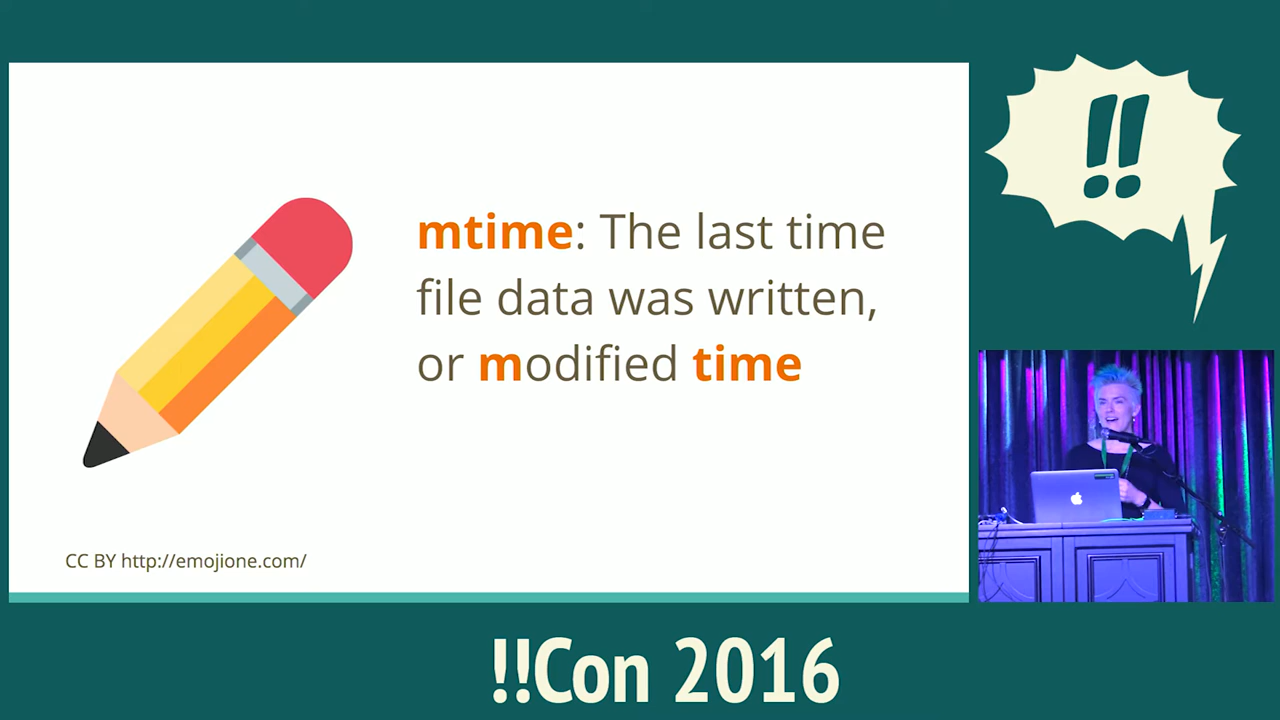 mtime: The last time
file data was written,
or modified time
CC BY http://emojione.com/
!!
!!Con 2016